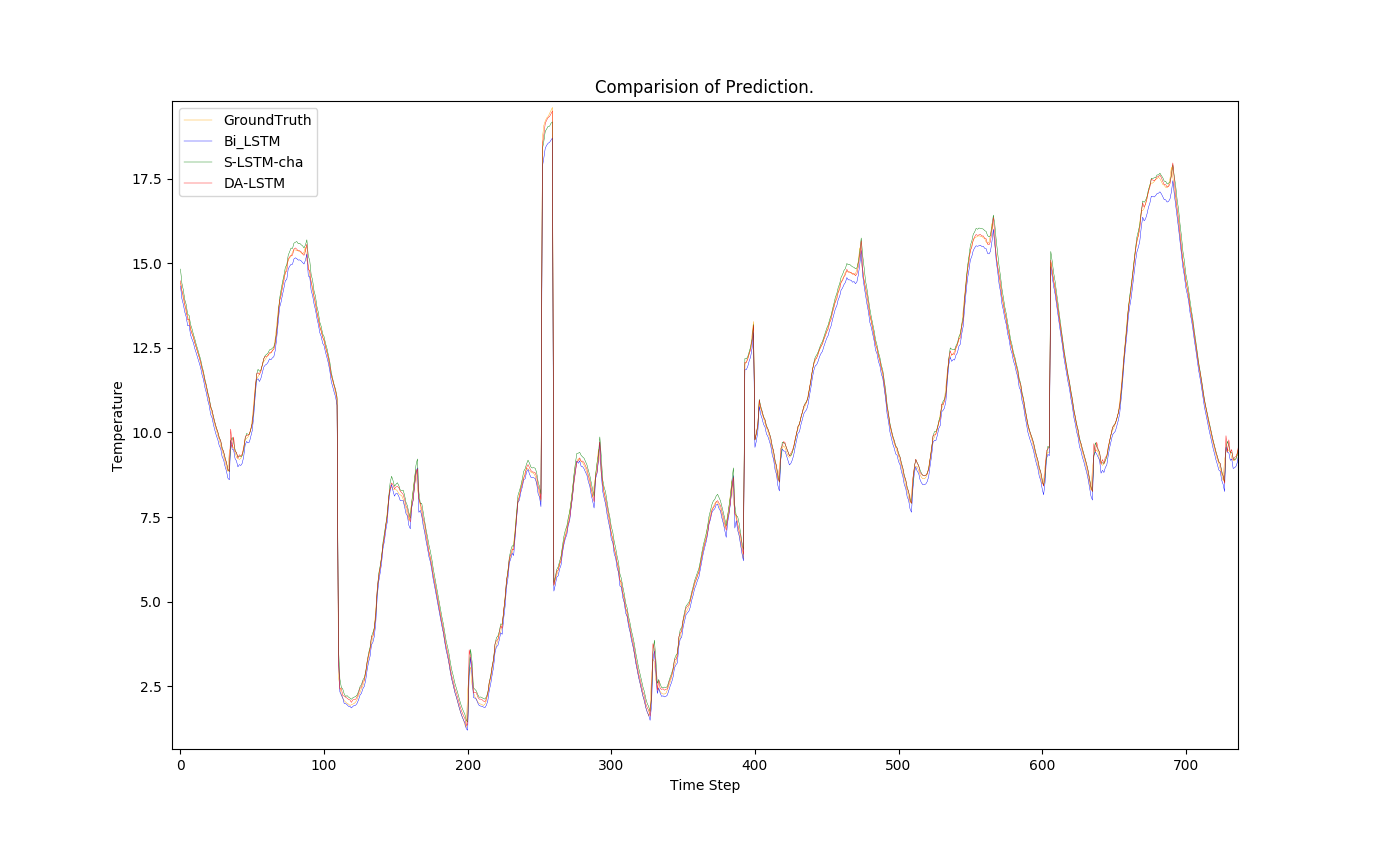 Comparision of Prediction.
GroundTruth
Bi_LSTM
S-LSTM-cha
DA-LSTM
17.5
15.0
12.5
10.0
7.5
5.0
2.5
Temperature
0 100 200 300 400 500 600 700
Time Step